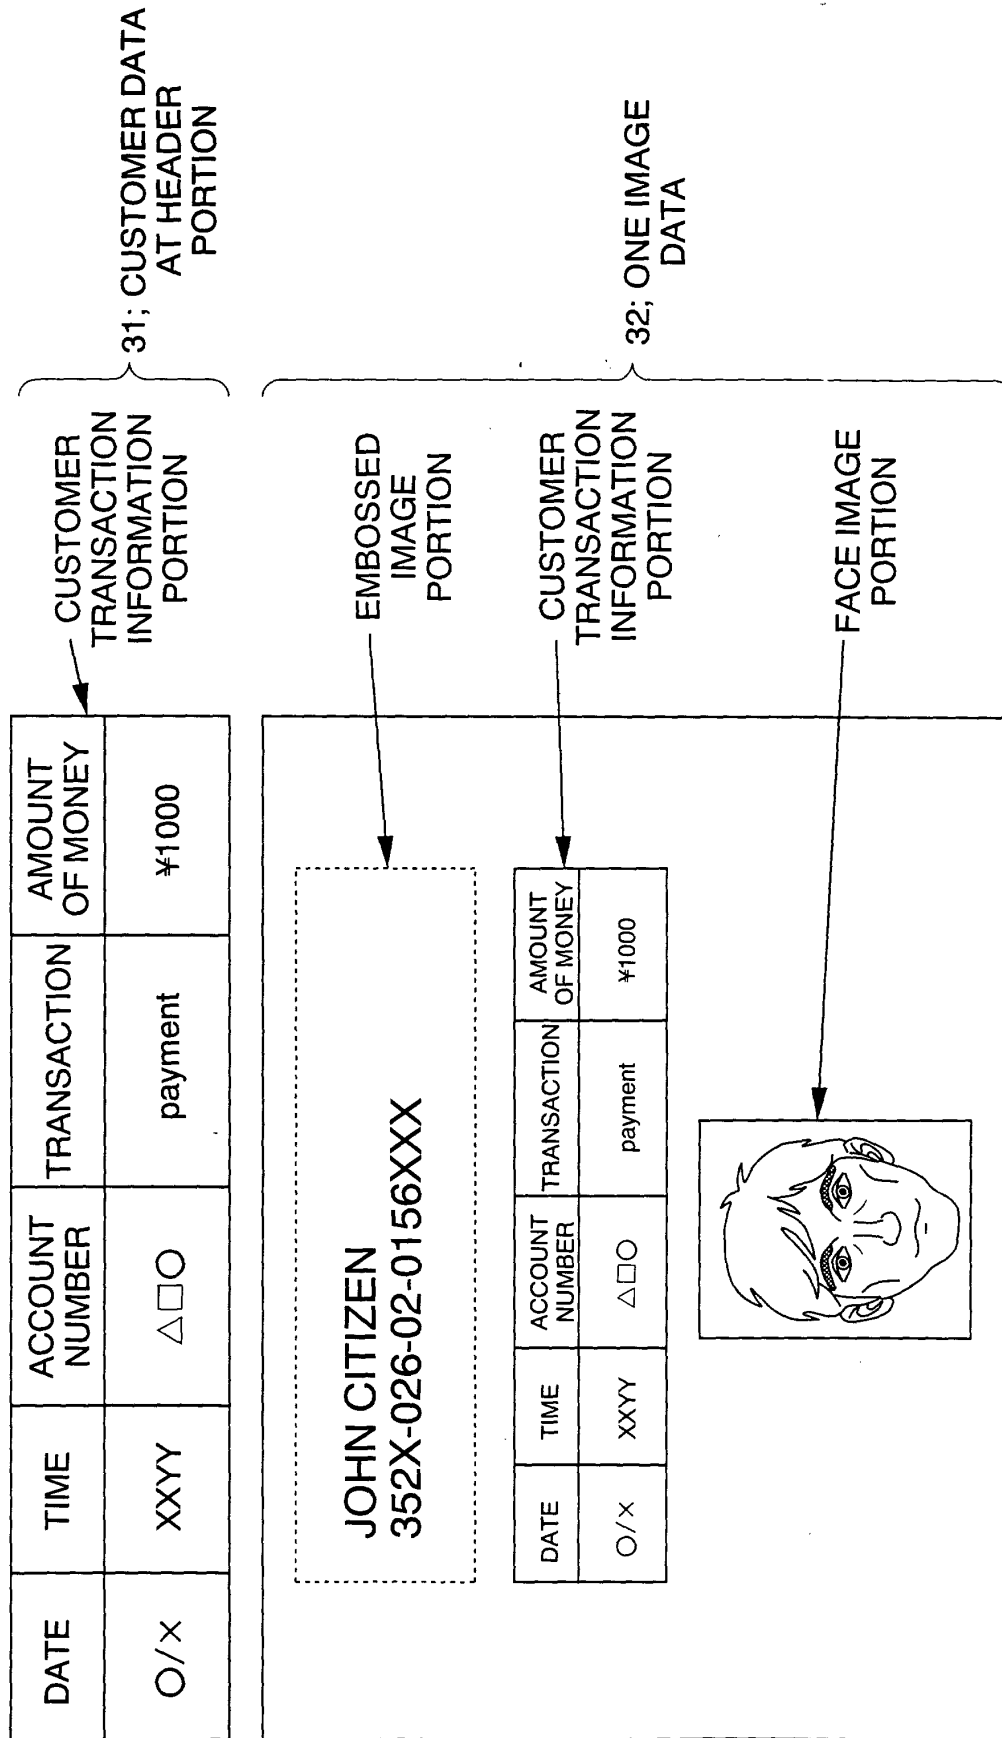 DATE TIME ACCOUNT NUMBER TRANSACTION AMOUNT OF MONEY
○/× XXYY △□○ payment ¥1000
CUSTOMER
TRANSACTION
INFORMATION
PORTION
31; CUSTOMER DATA
AT HEADER
PORTION
JOHN CITIZEN
352X-026-02-0156XXX
EMBOSSED
IMAGE
PORTION
DATE TIME ACCOUNT NUMBER TRANSACTION AMOUNT OF MONEY
○/× XXYY △□○ payment ¥1000
CUSTOMER
TRANSACTION
INFORMATION
PORTION
32; ONE IMAGE
DATA
FACE IMAGE
PORTION